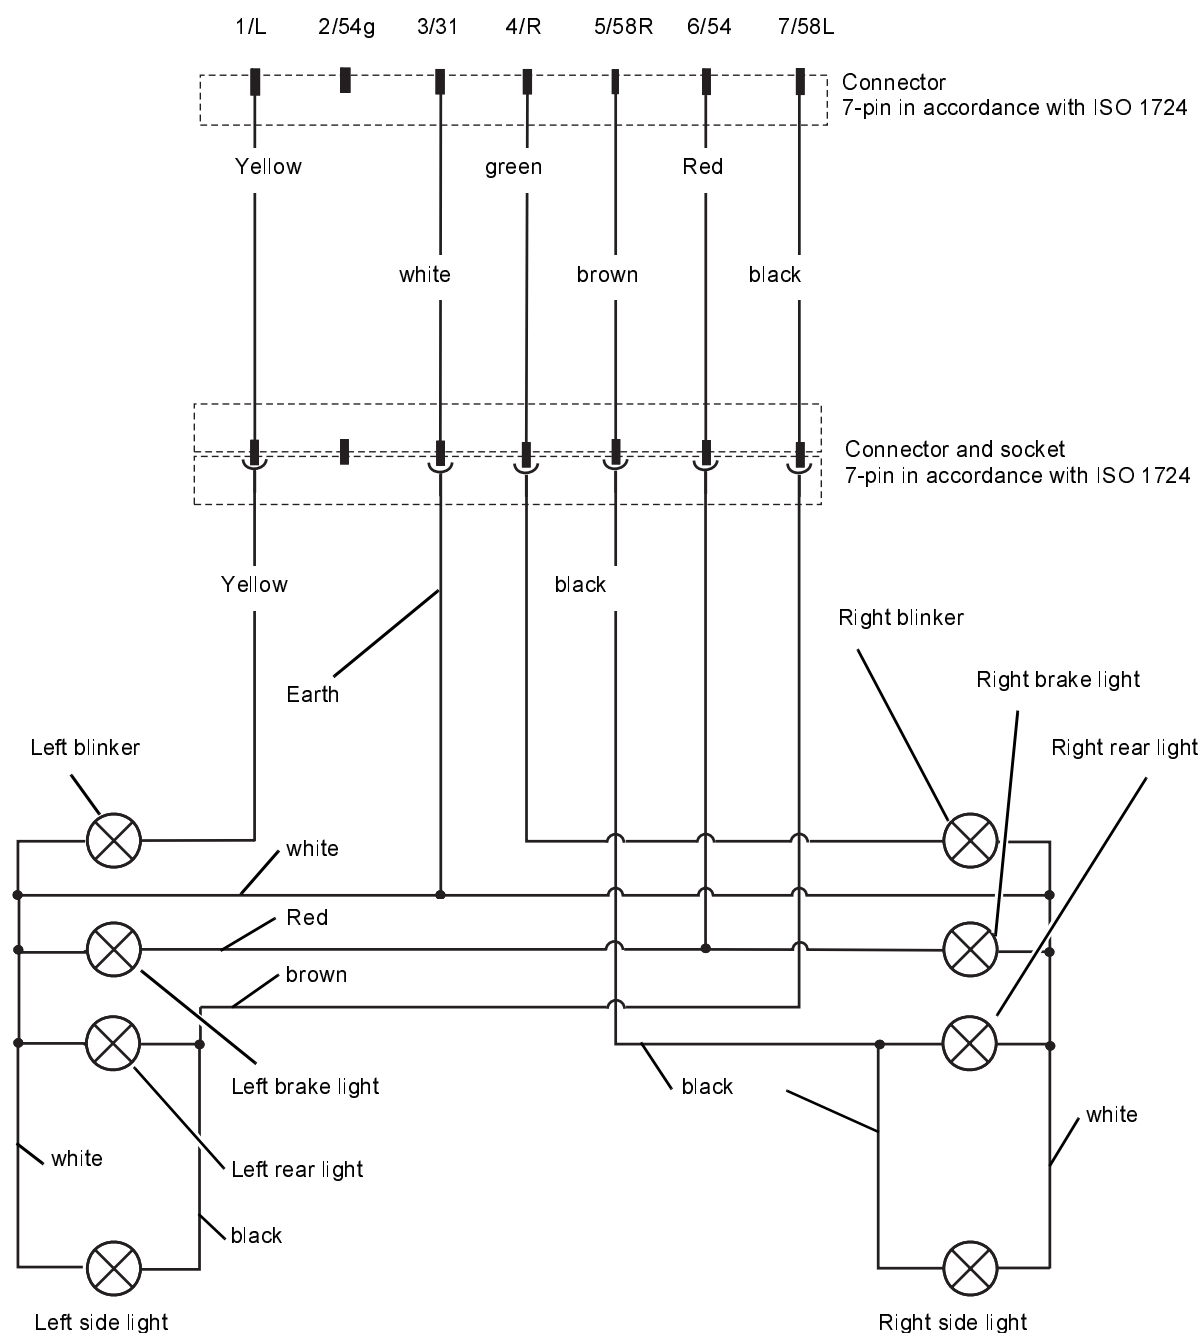 1/L 2/54g 3/31 4/R 5/58R 6/54 7/58L
Connector
7-pin in accordance with ISO 1724
Yellow green Red
white brown black
Connector and socket
7-pin in accordance with ISO 1724
Yellow black
Right blinker
Right brake light
Earth
Left blinker Right rear light
white
Red
brown
Left brake light black
white
white
Left rear light
black
Left side light Right side light